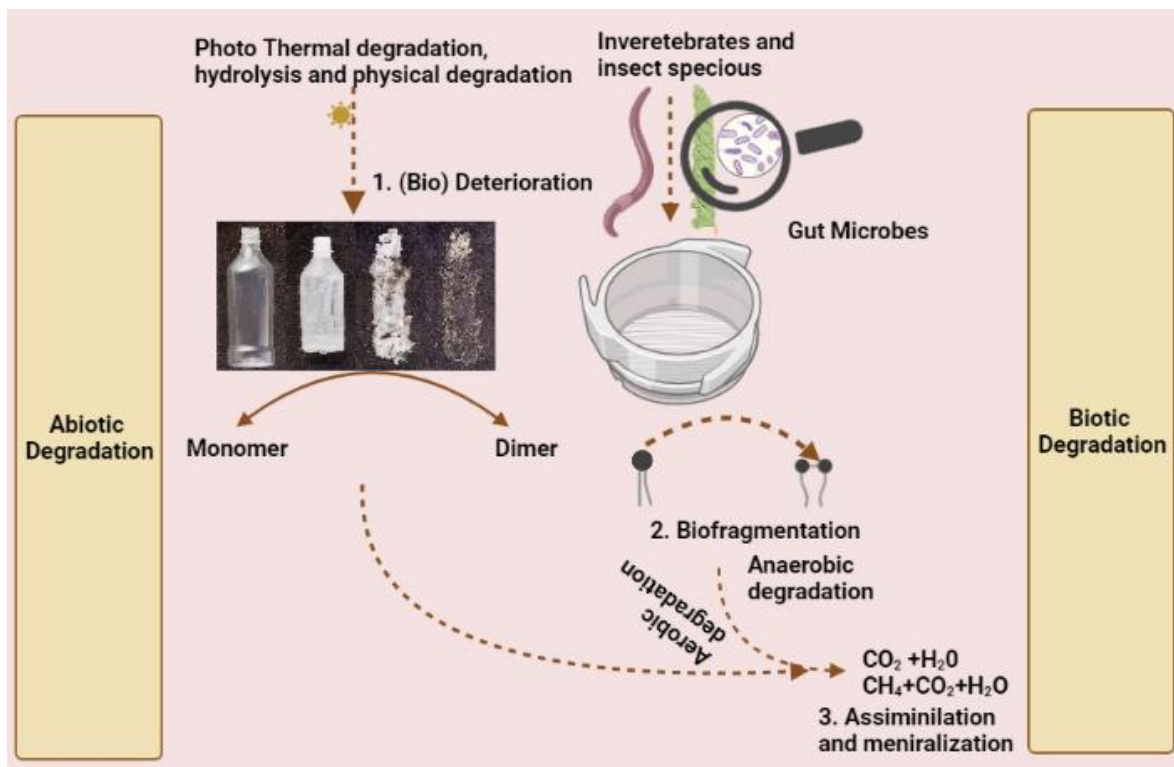 Photo Thermal degradation,
hydrolysis and physical degradation
Inveretebrates and
insect specious
1. (Bio) Deterioration
Gut Microbes
Abiotic
Degradation
Monomer
Dimer
Biotic
Degradation
2. Biofragmentation
Anaerobic
degradation
Aerobic
degradation
CO₂ +H₂0
CH₄+CO₂+H₂O
3. Assiminilation
and meniralization